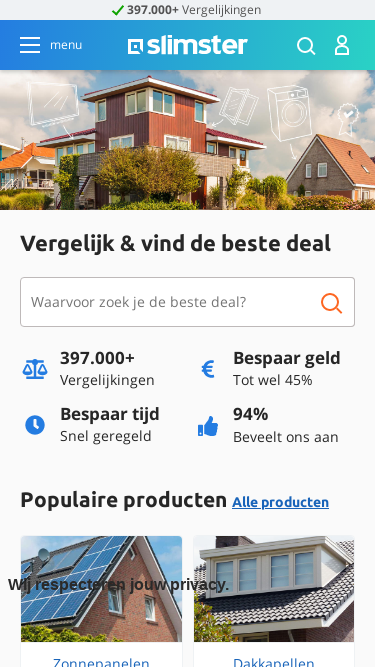 397.000+ Vergelijkingen
menu
slimster
Vergelijk & vind de beste deal
Waarvoor zoek je de beste deal?
397.000+
Vergelijkingen
Bespaar geld
Tot wel 45%
Bespaar tijd
Snel geregeld
94%
Beveelt ons aan
Populaire producten Alle producten
Wij respecteren jouw privacy.
Zonnepanelen
Dakkapellen